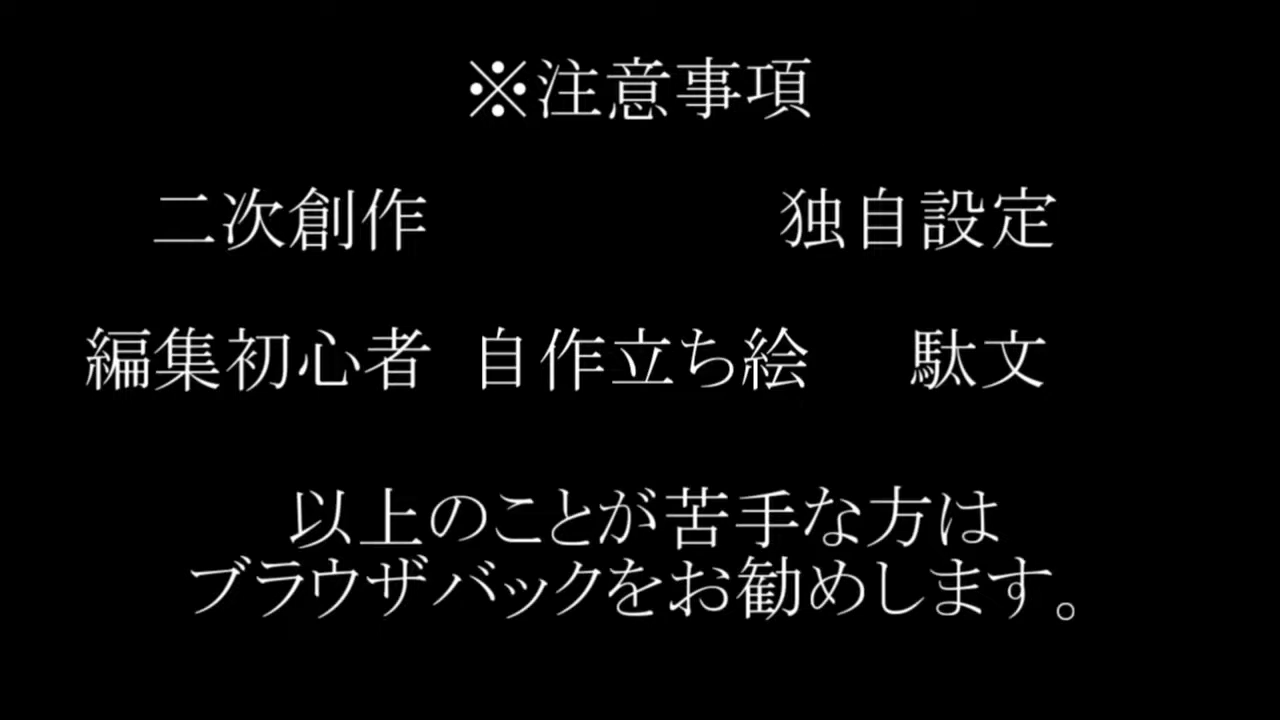 ※注意事項
二次創作 独自設定
編集初心者 自作立ち絵 駄文
以上のことが苦手な方は
ブラウザバックをお勧めします。